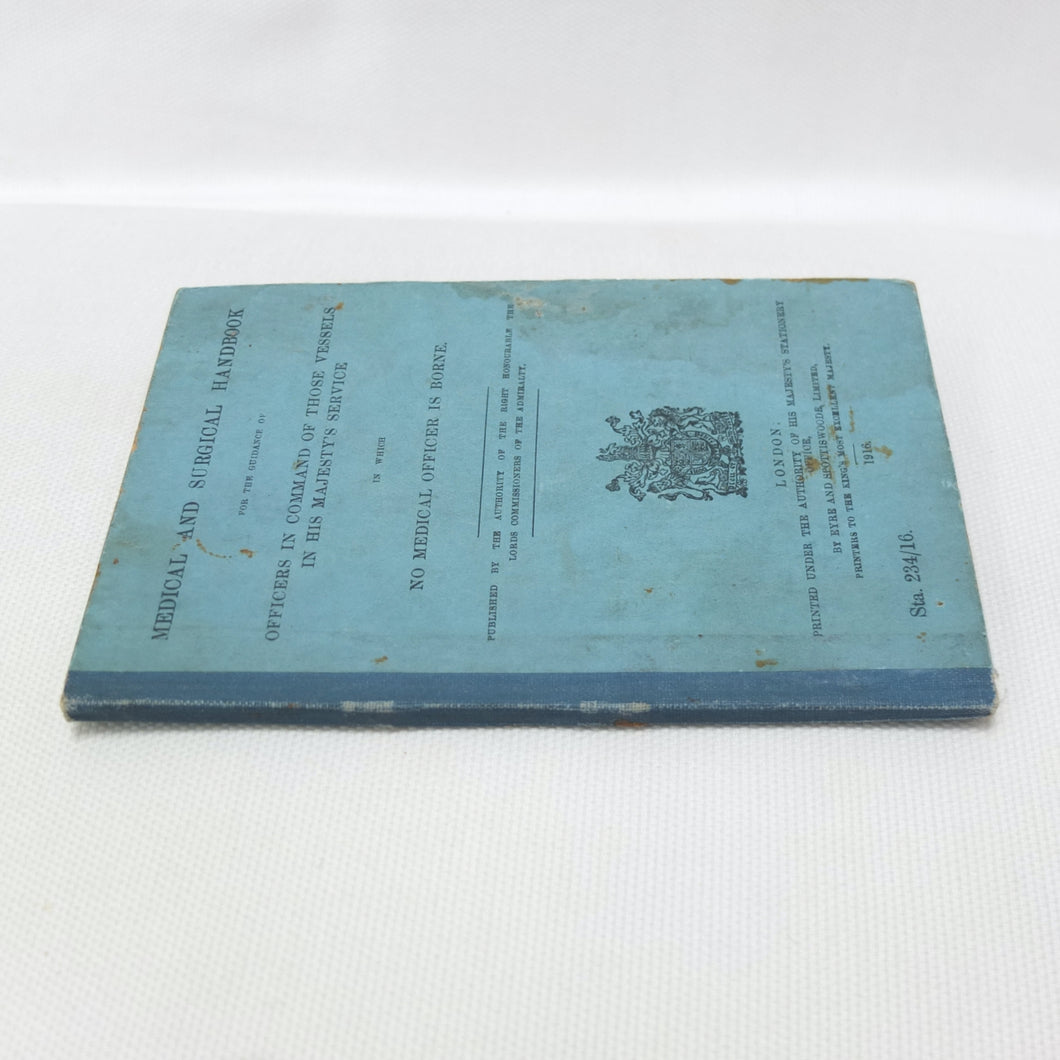 MEDICAL AND SURGICAL HANDBOOK
FOR THE GUIDANCE OF
OFFICERS IN COMMAND OF THOSE VESSELS
IN HIS MAJESTY'S SERVICE
IN WHICH
NO MEDICAL OFFICER IS BORNE.
PUBLISHED BY THE AUTHORITY OF THE RIGHT HONOURABLE THE
LORDS COMMISSIONERS OF THE ADMIRALTY.
LONDON:
PRINTED UNDER THE AUTHORITY OF HIS MAJESTY'S STATIONERY
OFFICE,
BY EYRE AND SPOTTISWOODE, LIMITED,
PRINTERS TO THE KING'S MOST EXCELLENT MAJESTY.
1916.
Sta. 234/16.